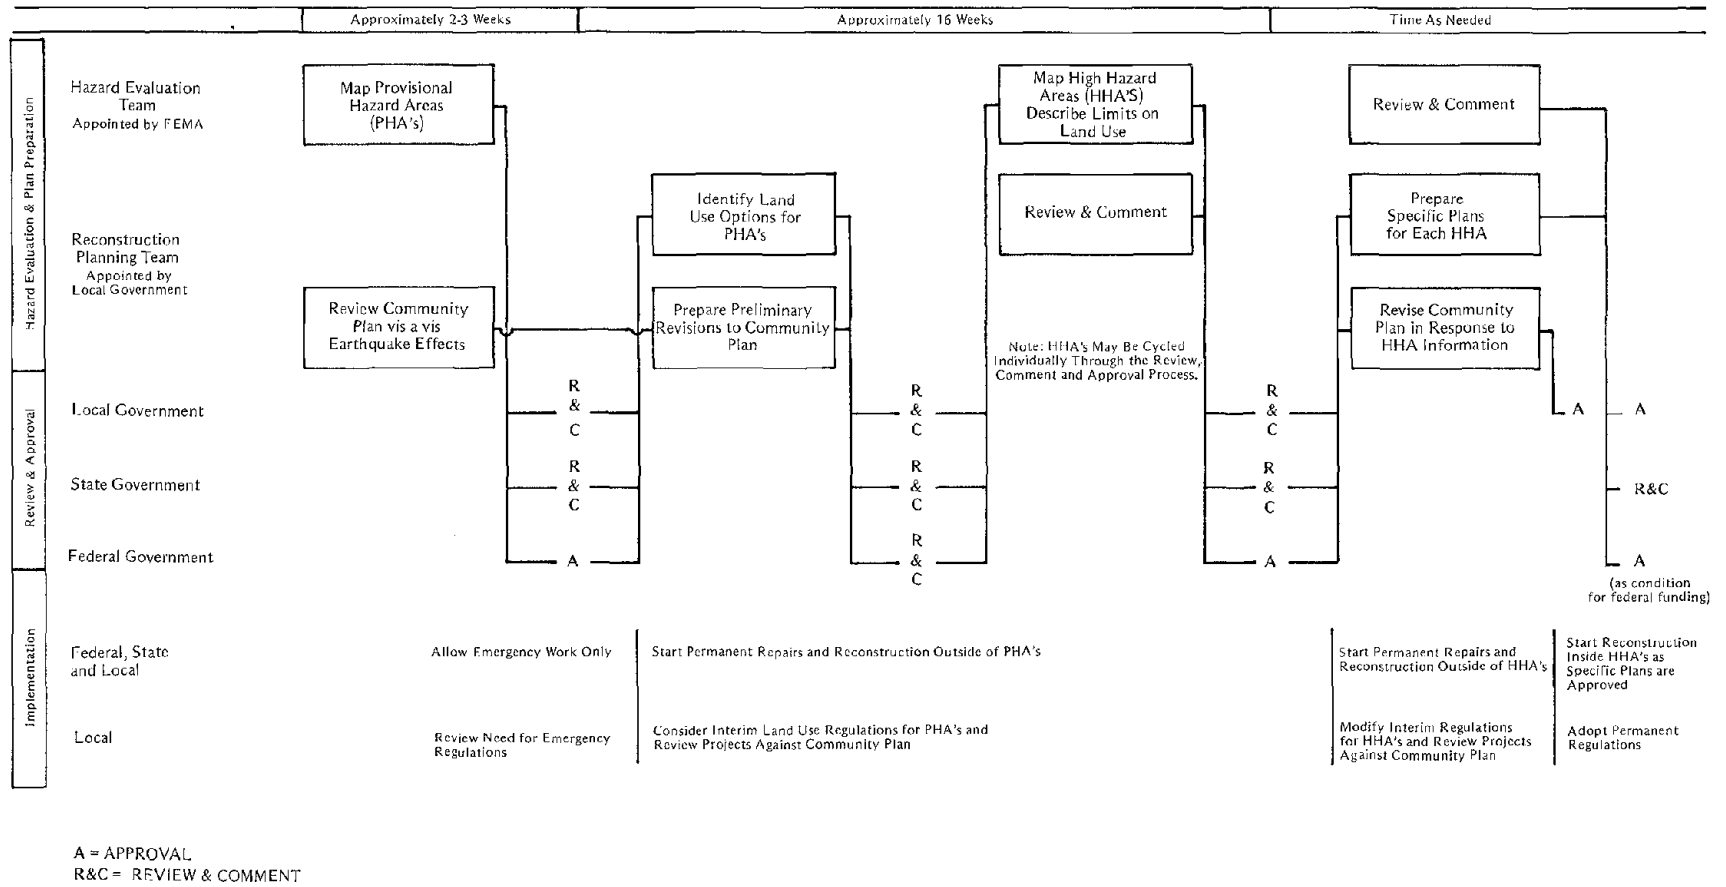 Approximately 2-3 Weeks
Approximately 16 Weeks
Time As Needed
Hazard Evaluation & Plan Preparation
Hazard Evaluation
Team
Appointed by FEMA
Map Provisional
Hazard Areas
(PHA's)
Map High Hazard
Areas (HHA'S)
Describe Limits on
Land Use
Review & Comment
Reconstruction
Planning Team
Appointed by
Local Government
Identify Land
Use Options for
PHA's
Review & Comment
Prepare
Specific Plans
for Each HHA
Review Community
Plan vis a vis
Earthquake Effects
Prepare Preliminary
Revisions to Community
Plan
Note: HHA's May Be Cycled
Individually Through the Review,
Comment and Approval Process.
Revise Community
Plan in Response to
HHA Information
Review & Approval
Local Government
R
&
C
R
&
C
R
&
C
A
A
State Government
R
&
C
R
&
C
R
&
C
R&C
Federal Government
A
R
&
C
A
A
(as condition
for federal funding)
Implementation
Federal, State
and Local
Allow Emergency Work Only
Start Permanent Repairs and Reconstruction Outside of PHA's
Start Permanent Repairs and
Reconstruction Outside of HHA's
Start Reconstruction
Inside HHA's as
Specific Plans are
Approved
Local
Review Need for Emergency
Regulations
Consider Interim Land Use Regulations for PHA's and
Review Projects Against Community Plan
Modify Interim Regulations
for HHA's and Review Projects
Against Community Plan
Adopt Permanent
Regulations
A = APPROVAL
R&C = REVIEW & COMMENT